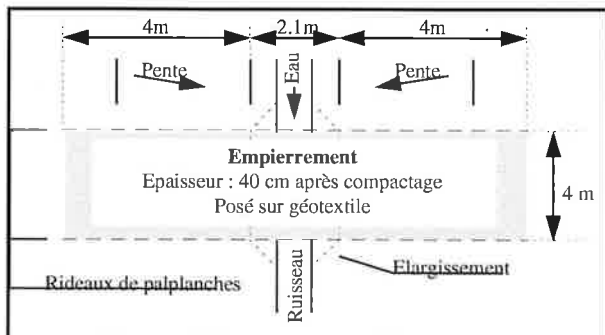 4m
2.1m
4m
Pente
Eau
Pente
Empierrement
Epaisseur : 40 cm après compactage
Posé sur géotextile
4 m
Rideaux de palplanches
Ruisseau
Elargissement